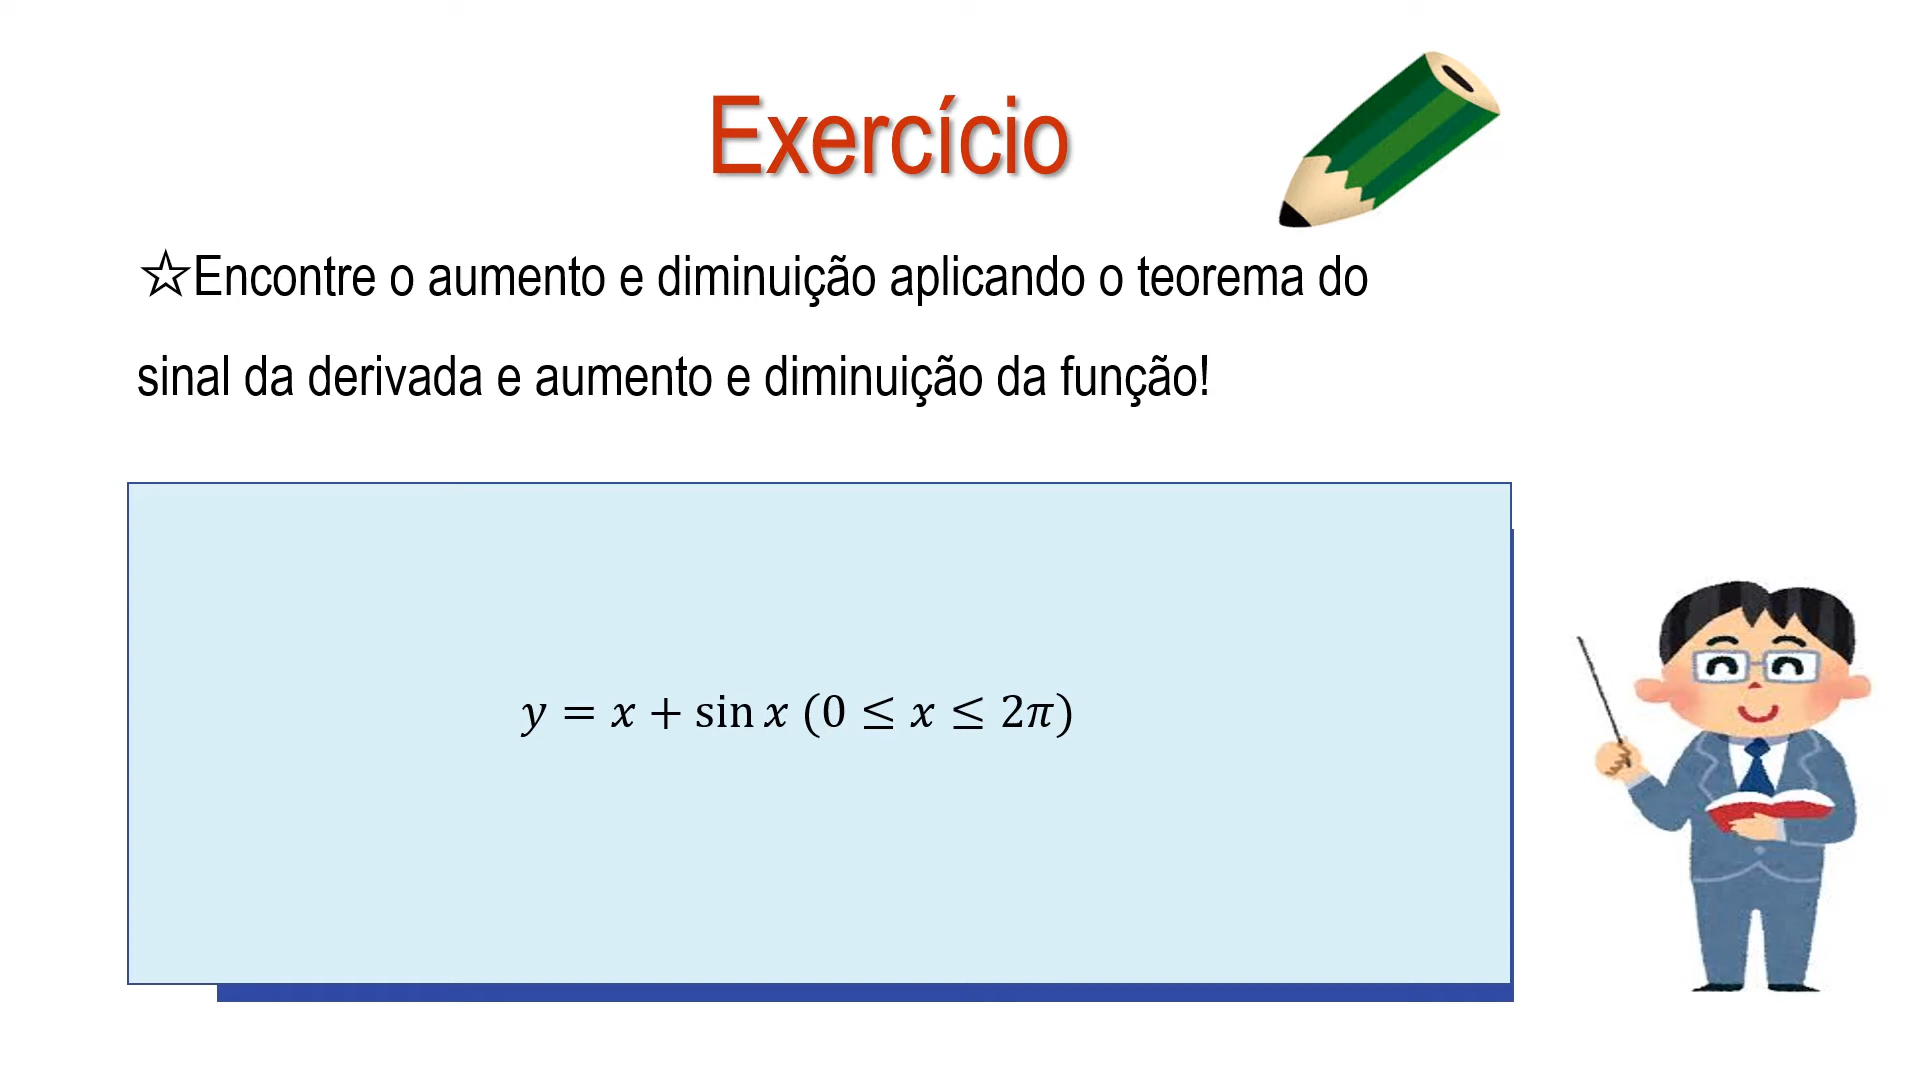 Exercício
☆Encontre o aumento e diminuição aplicando o teorema do
sinal da derivada e aumento e diminuição da função!
y = x + sin x (0 ≤ x ≤ 2π)